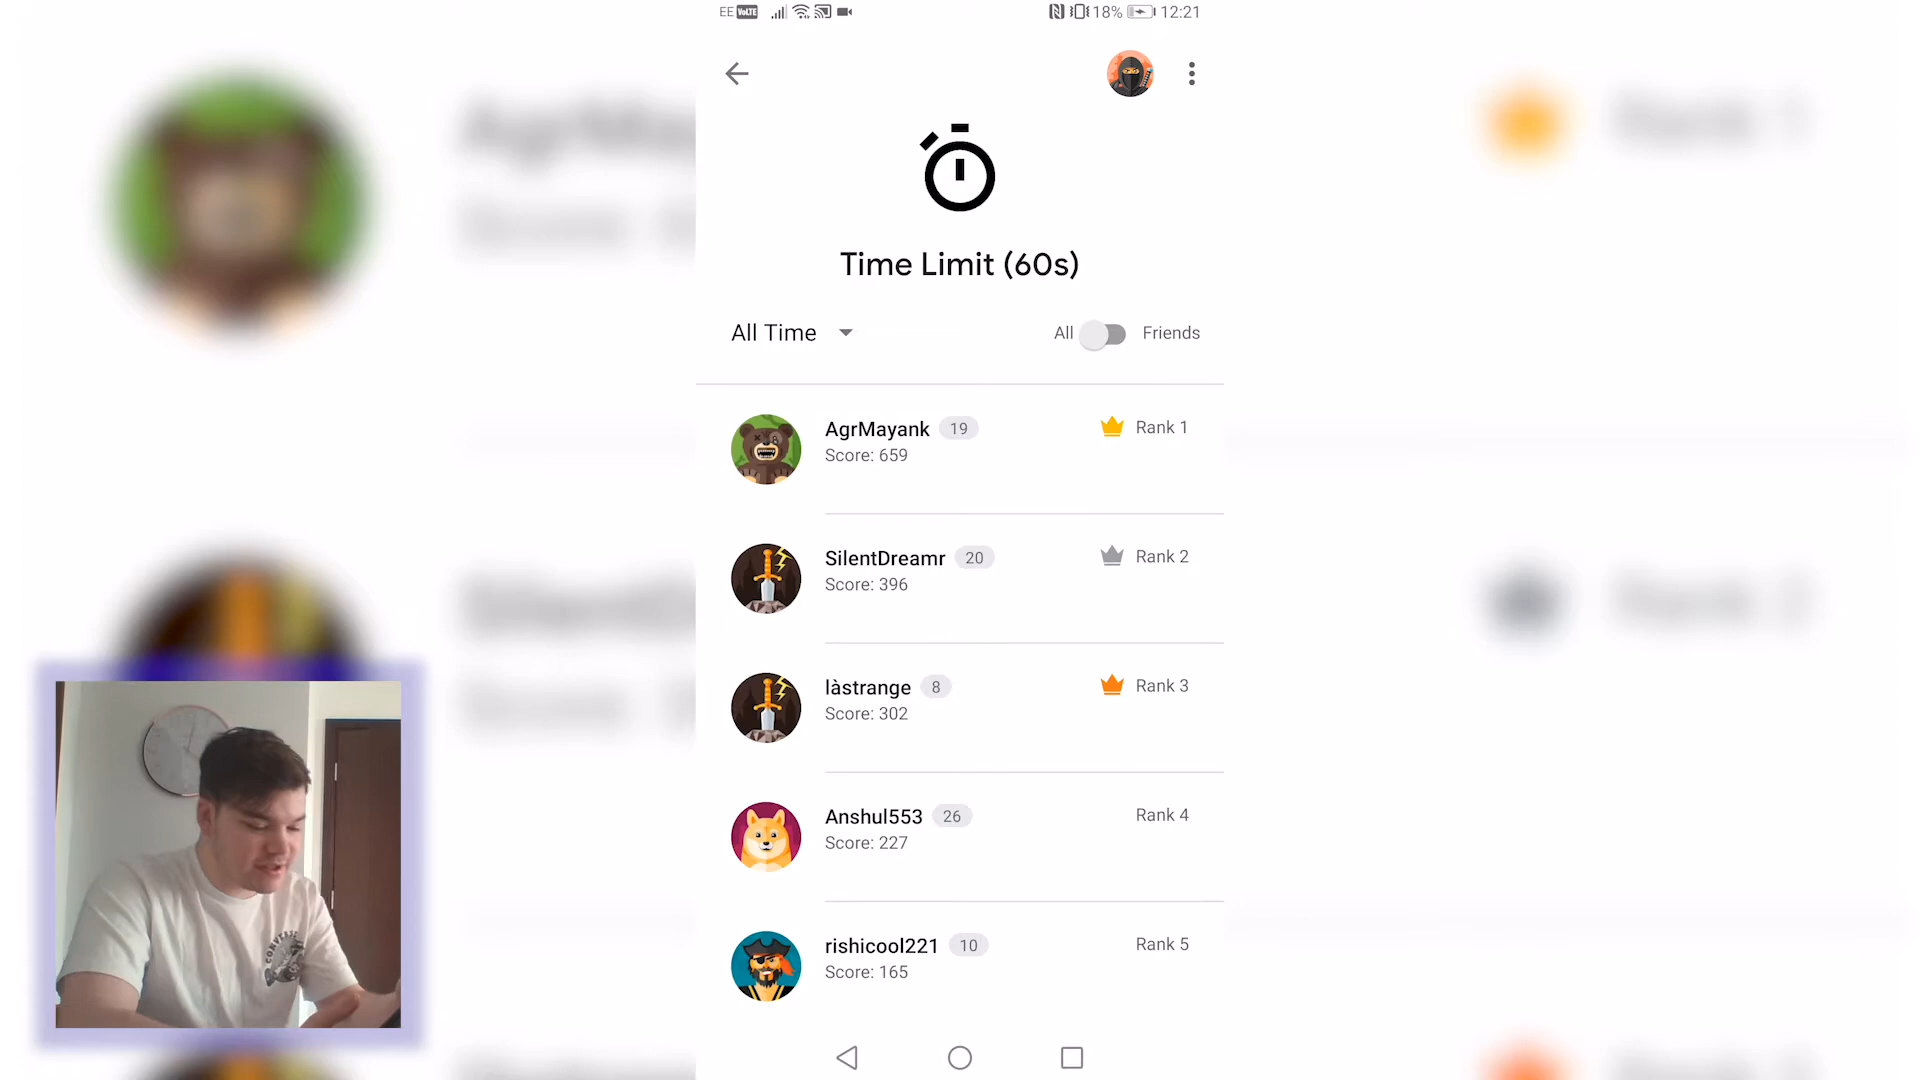 EE VoLTE 18% 12:21
Time Limit (60s)
All Time All Friends
AgrMayank 19 Rank 1
Score: 659
SilentDreamr 20 Rank 2
Score: 396
làstrange 8 Rank 3
Score: 302
Anshul553 26 Rank 4
Score: 227
rishicool221 10 Rank 5
Score: 165